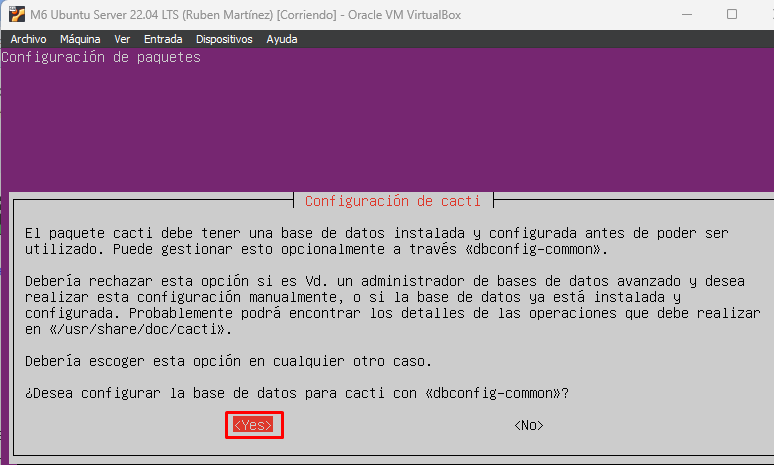 M6 Ubuntu Server 22.04 LTS (Ruben Martínez) [Corriendo] - Oracle VM VirtualBox
Archivo Máquina Ver Entrada Dispositivos Ayuda
Configuración de paquetes
Configuración de cacti
El paquete cacti debe tener una base de datos instalada y configurada antes de poder ser
utilizado. Puede gestionar esto opcionalmente a través «dbconfig-common».
Debería rechazar esta opción si es Vd. un administrador de bases de datos avanzado y desea
realizar esta configuración manualmente, o si la base de datos ya está instalada y
configurada. Probablemente podrá encontrar los detalles de las operaciones que debe realizar
en «/usr/share/doc/cacti».
Debería escoger esta opción en cualquier otro caso.
¿Desea configurar la base de datos para cacti con «dbconfig-common»?
<Yes> <No>